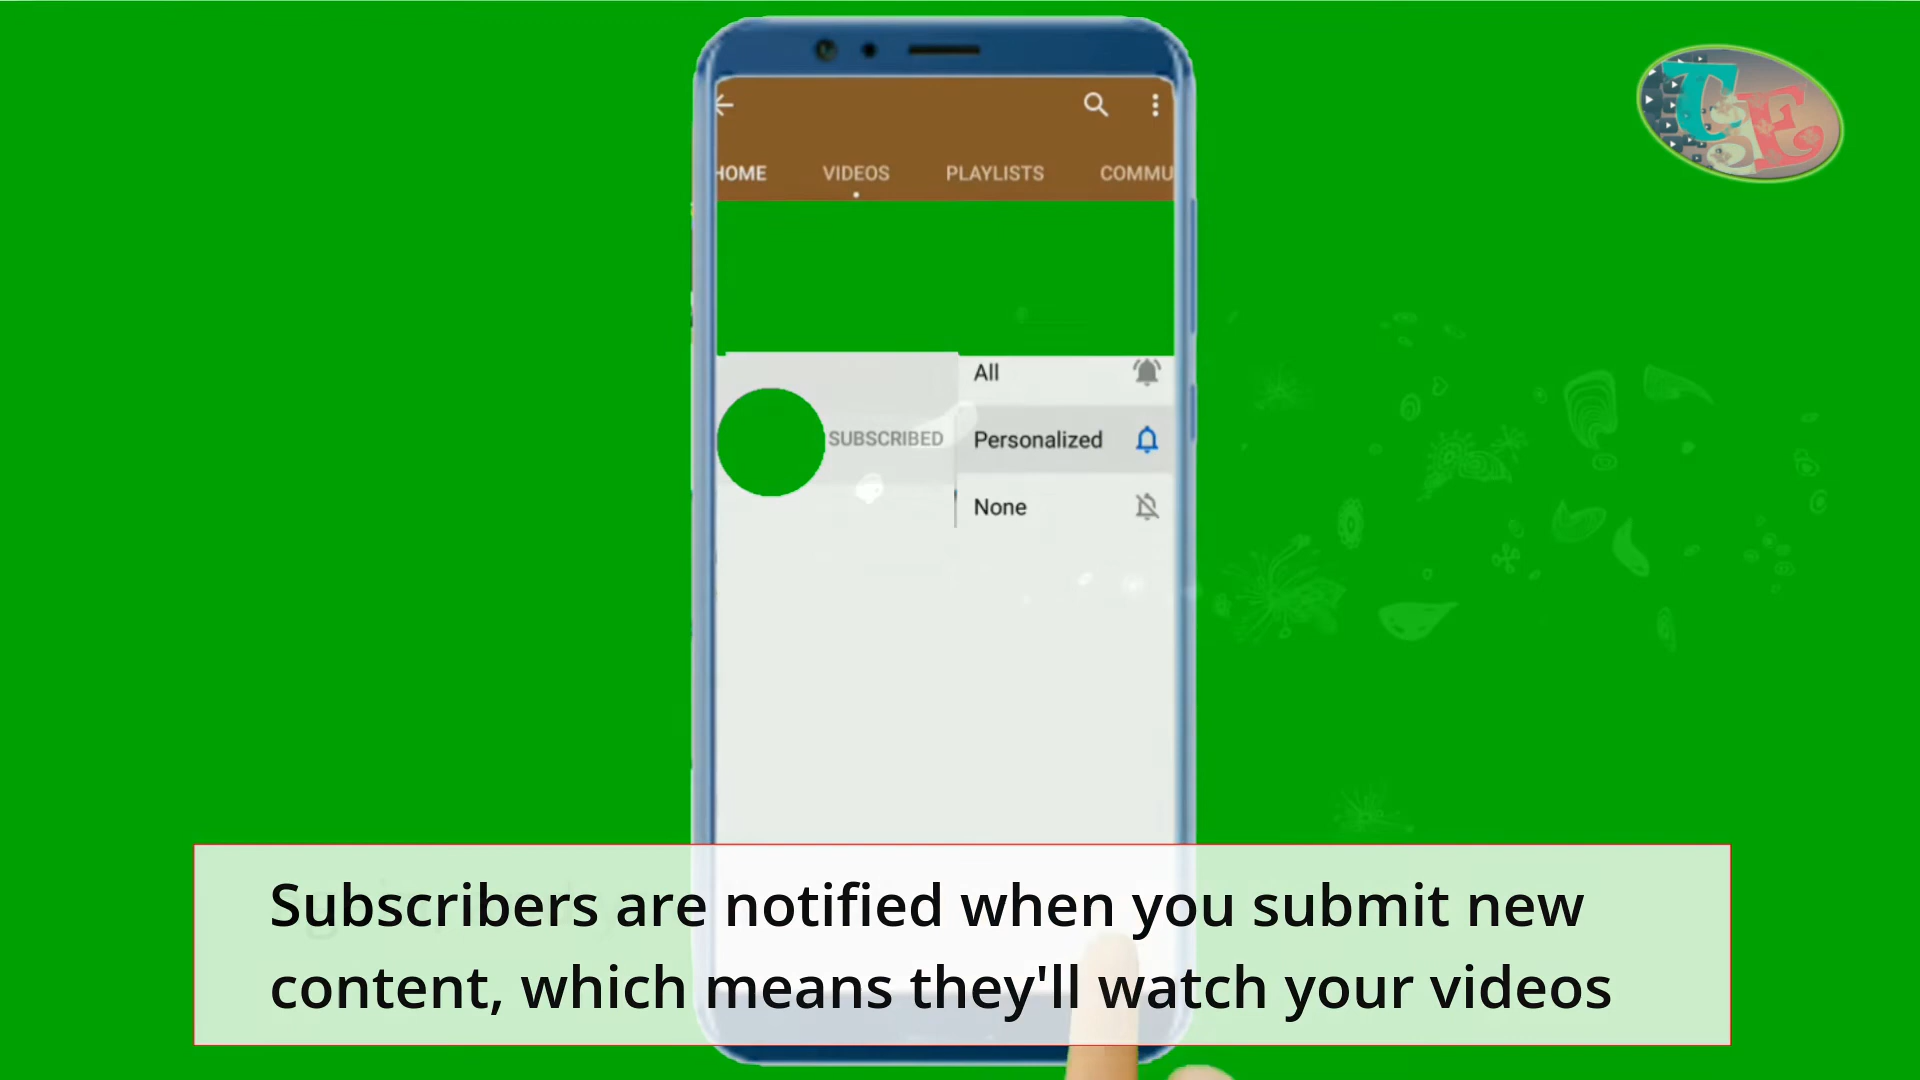 HOME VIDEOS PLAYLISTS COMMU
All
SUBSCRIBED Personalized
None
Subscribers are notified when you submit new
content, which means they'll watch your videos